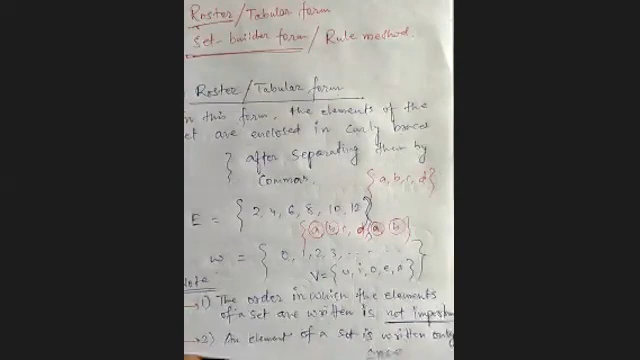 Roster/Tabular form
Set-builder form / Rule method.
Roster/Tabular form
n this form, the elements of the
et are enclosed in curly braces
} after separating them by
commas.
{a, b, c, d}
E = {2, 4, 6, 8, 10, 12}
{a b c, d, a b}
W = {0, 1, 2, 3, ......}
V = {u, i, o, e, a}
Note
1) The order in which the elements
of a set are written is not importan
2) An element of a set is written only
once